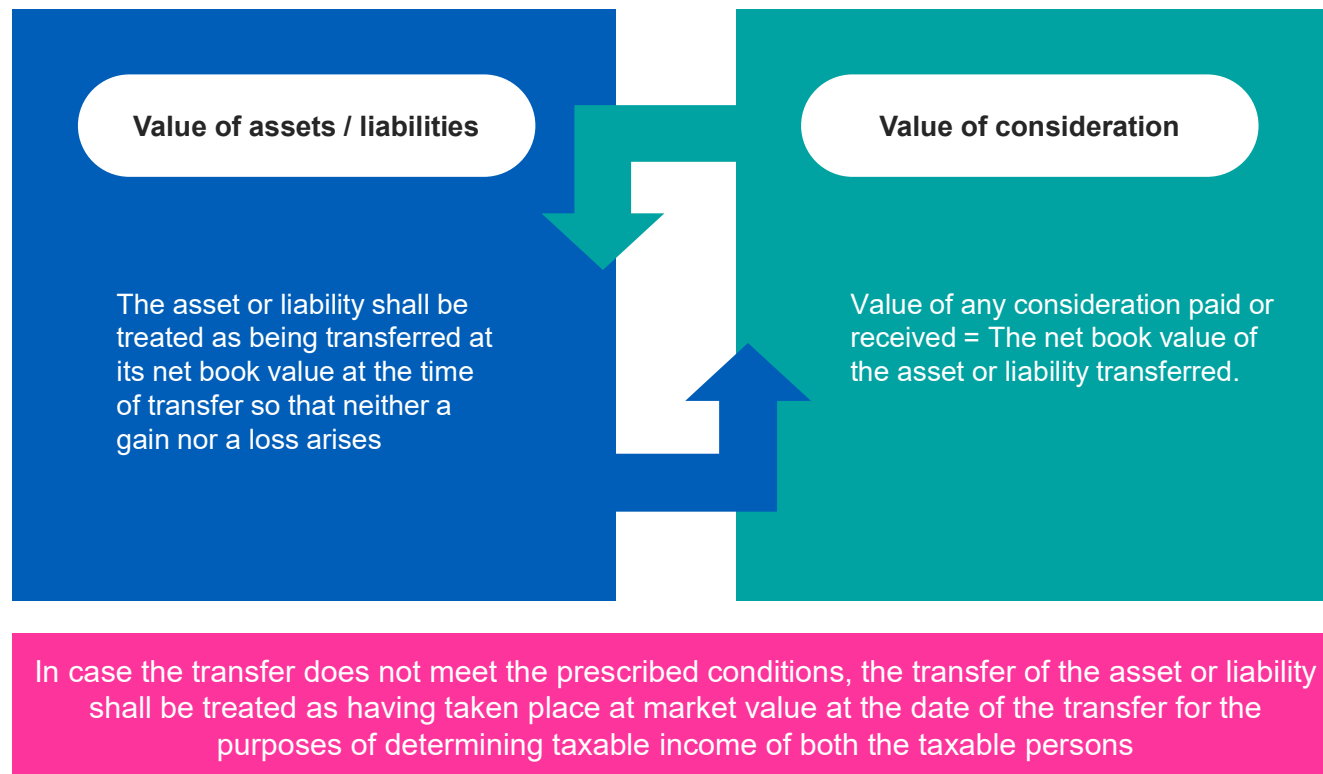 Value of assets / liabilities
The asset or liability shall be
treated as being transferred at
its net book value at the time
of transfer so that neither a
gain nor a loss arises
Value of consideration
Value of any consideration paid or
received = The net book value of
the asset or liability transferred.
In case the transfer does not meet the prescribed conditions, the transfer of the asset or liability
shall be treated as having taken place at market value at the date of the transfer for the
purposes of determining taxable income of both the taxable persons